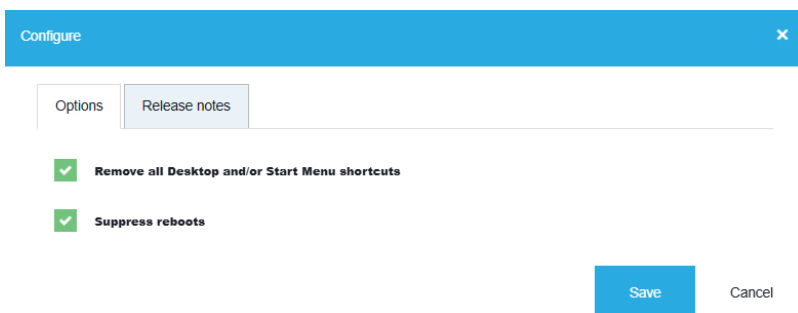 Configure
Options
Release notes
Remove all Desktop and/or Start Menu shortcuts
Suppress reboots
Save
Cancel